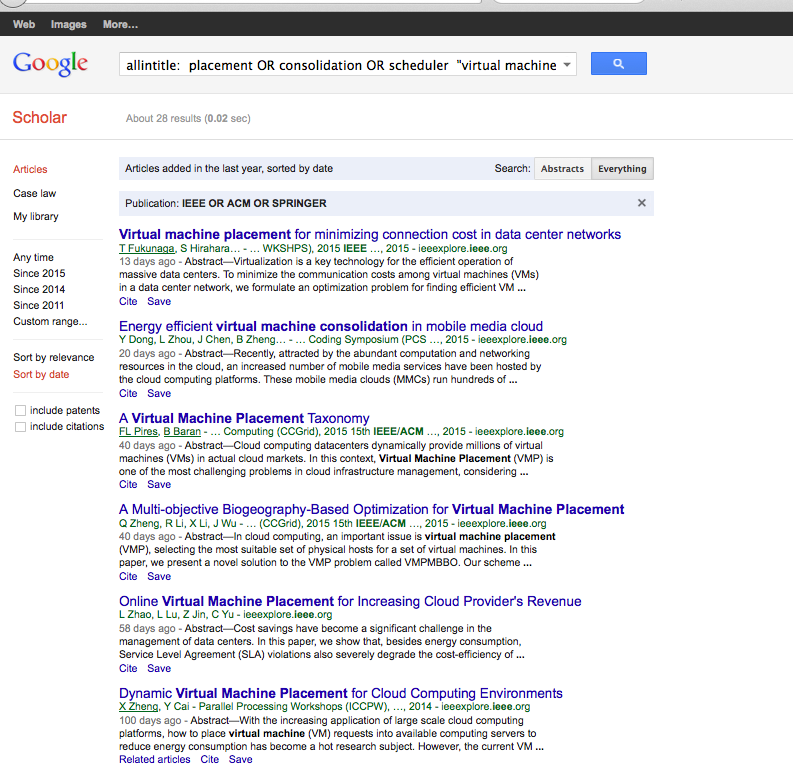 Web Images More...
Google
allintitle: placement OR consolidation OR scheduler "virtual machine
Scholar
About 28 results (0.02 sec)
Articles
Case law
My library
Any time
Since 2015
Since 2014
Since 2011
Custom range...
Sort by relevance
Sort by date
include patents
include citations
Articles added in the last year, sorted by date
Search: Abstracts Everything
Publication: IEEE OR ACM OR SPRINGER ×
Virtual machine placement for minimizing connection cost in data center networks
T Fukunaga, S Hirahara… - … WKSHPS), 2015 IEEE …, 2015 - ieeexplore.ieee.org
13 days ago - Abstract—Virtualization is a key technology for the efficient operation of
massive data centers. To minimize the communication costs among virtual machines (VMs)
in a data center network, we formulate an optimization problem for finding efficient VM ...
Cite Save
Energy efficient virtual machine consolidation in mobile media cloud
Y Dong, L Zhou, J Chen, B Zheng… - … Coding Symposium (PCS …, 2015 - ieeexplore.ieee.org
20 days ago - Abstract—Recently, attracted by the abundant computation and networking
resources in the cloud, an increased number of mobile media services have been hosted by
the cloud computing platforms. These mobile media clouds (MMCs) run hundreds of ...
Cite Save
A Virtual Machine Placement Taxonomy
FL Pires, B Baran - … Computing (CCGrid), 2015 15th IEEE/ACM …, 2015 - ieeexplore.ieee.org
40 days ago - Abstract—Cloud computing datacenters dynamically provide millions of virtual
machines (VMs) in actual cloud markets. In this context, Virtual Machine Placement (VMP) is
one of the most challenging problems in cloud infrastructure management, considering ...
Cite Save
A Multi-objective Biogeography-Based Optimization for Virtual Machine Placement
Q Zheng, R Li, X Li, J Wu - … (CCGrid), 2015 15th IEEE/ACM …, 2015 - ieeexplore.ieee.org
40 days ago - Abstract—In cloud computing, an important issue is virtual machine placement
(VMP), selecting the most suitable set of physical hosts for a set of virtual machines. In this
paper, we present a novel solution to the VMP problem called VMPMBBO. Our scheme ...
Cite Save
Online Virtual Machine Placement for Increasing Cloud Provider's Revenue
L Zhao, L Lu, Z Jin, C Yu - ieeexplore.ieee.org
58 days ago - Abstract—Cost savings have become a significant challenge in the
management of data centers. In this paper, we show that, besides energy consumption,
Service Level Agreement (SLA) violations also severely degrade the cost-efficiency of ...
Cite Save
Dynamic Virtual Machine Placement for Cloud Computing Environments
X Zheng, Y Cai - Parallel Processing Workshops (ICCPW), …, 2014 - ieeexplore.ieee.org
100 days ago - Abstract—With the increasing application of large scale cloud computing
platforms, how to place virtual machine (VM) requests into available computing servers to
reduce energy consumption has become a hot research subject. However, the current VM ...
Related articles Cite Save